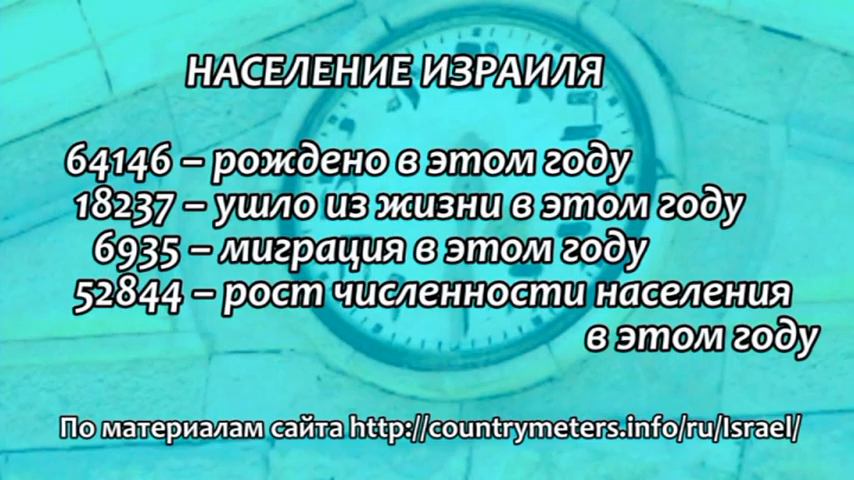 НАСЕЛЕНИЕ ИЗРАИЛЯ
64146 – рождено в этом году
18237 – ушло из жизни в этом году
6935 – миграция в этом году
52844 – рост численности населения
в этом году
По материалам сайта http://countrymeters.info/ru/Israel/